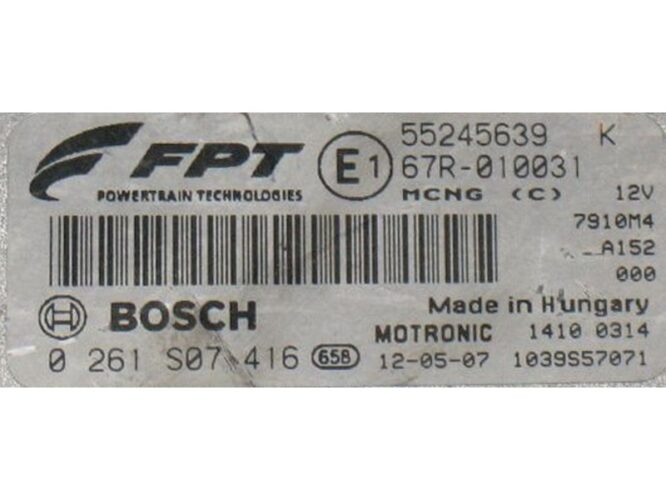 FPT
POWERTRAIN TECHNOLOGIES
E1
55245639 K
67R-010031
MCNG (C) 12V
7910M4
A152
000
BOSCH
Made in Hungary
MOTRONIC 1410 0314
0 261 S07 416 658 12-05-07 1039S57071